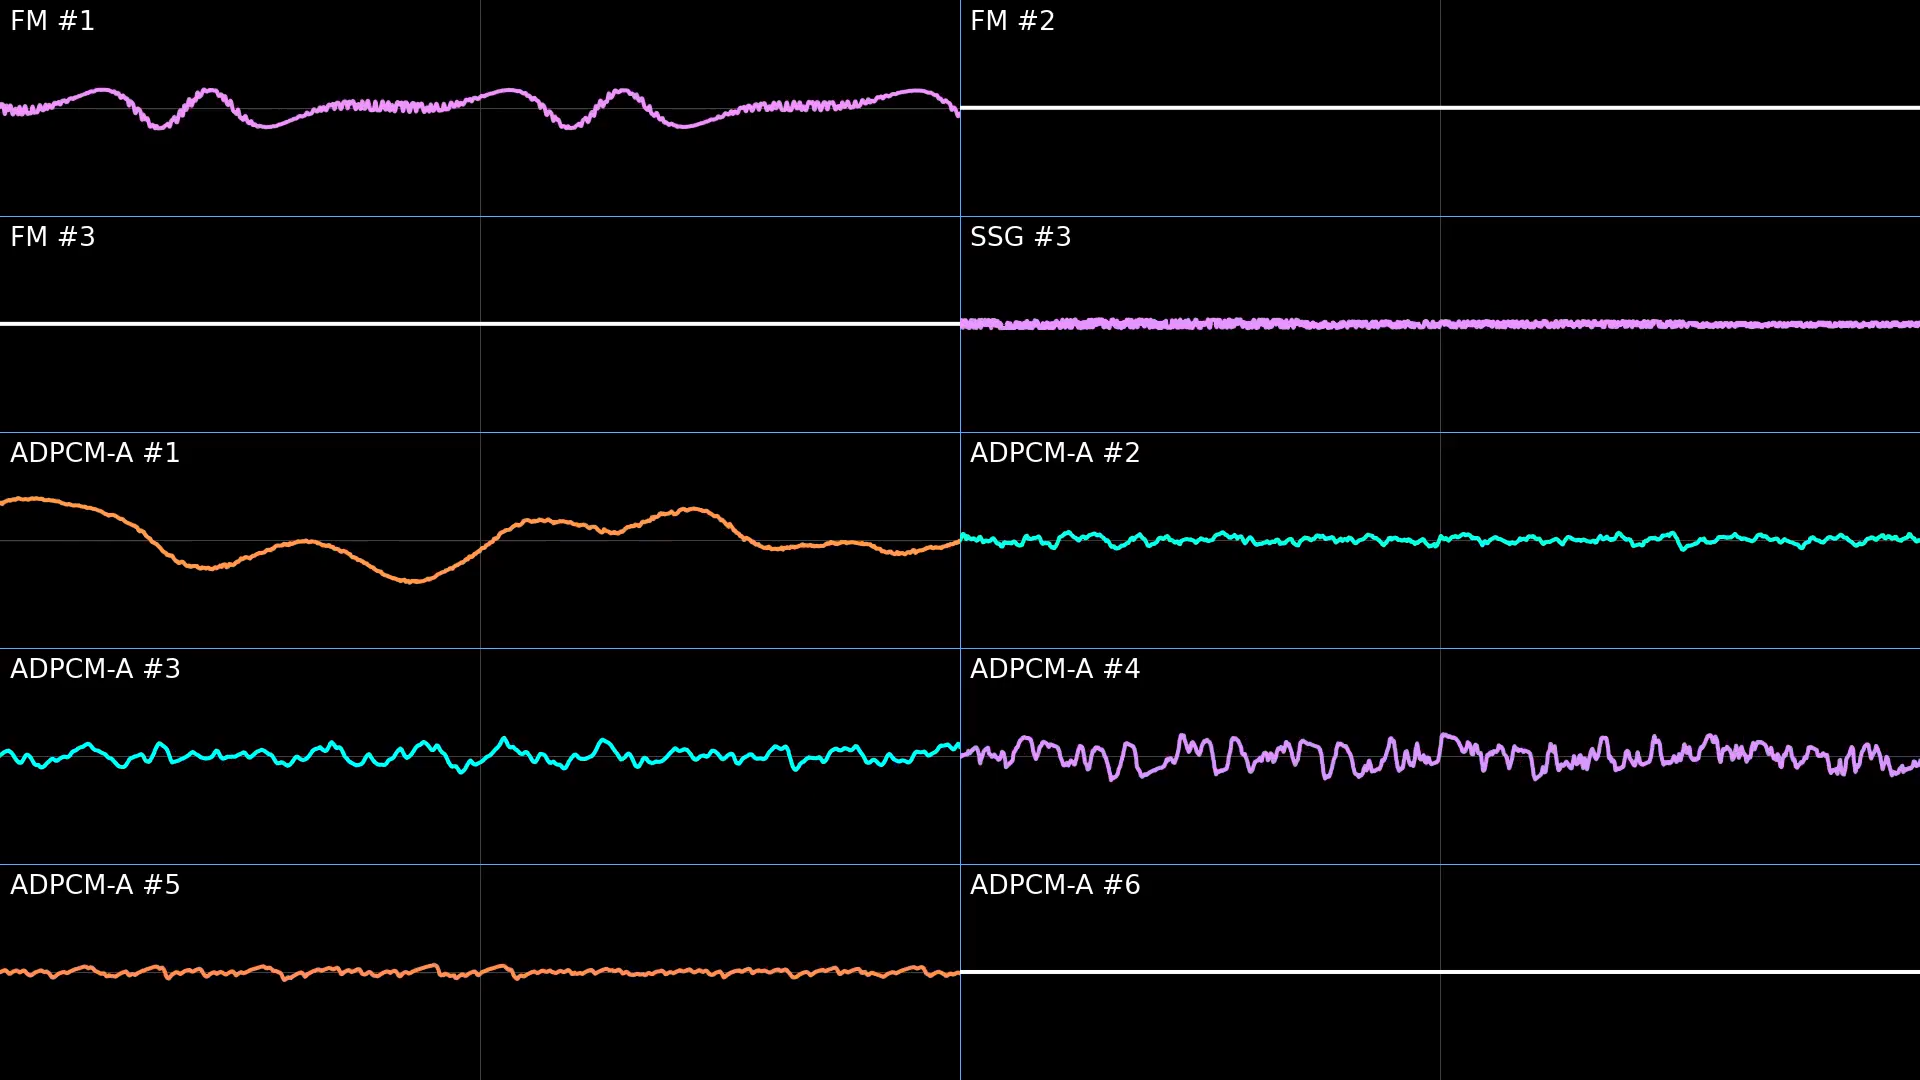 FM #1
FM #2
FM #3
SSG #3
ADPCM-A #1
ADPCM-A #2
ADPCM-A #3
ADPCM-A #4
ADPCM-A #5
ADPCM-A #6